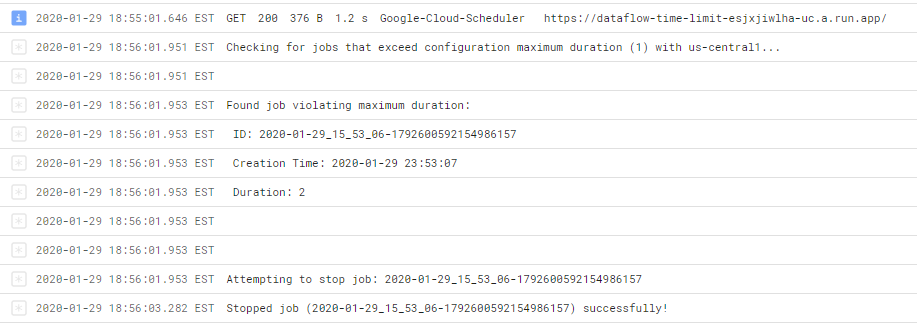 2020-01-29 18:55:01.646 EST GET 200 376 B 1.2 s Google-Cloud-Scheduler https://dataflow-time-limit-esjxjiwlha-uc.a.run.app/
2020-01-29 18:56:01.951 EST Checking for jobs that exceed configuration maximum duration (1) with us-central1...
2020-01-29 18:56:01.951 EST
2020-01-29 18:56:01.953 EST Found job violating maximum duration:
2020-01-29 18:56:01.953 EST ID: 2020-01-29_15_53_06-1792600592154986157
2020-01-29 18:56:01.953 EST Creation Time: 2020-01-29 23:53:07
2020-01-29 18:56:01.953 EST Duration: 2
2020-01-29 18:56:01.953 EST
2020-01-29 18:56:01.953 EST
2020-01-29 18:56:01.953 EST Attempting to stop job: 2020-01-29_15_53_06-1792600592154986157
2020-01-29 18:56:03.282 EST Stopped job (2020-01-29_15_53_06-1792600592154986157) successfully!